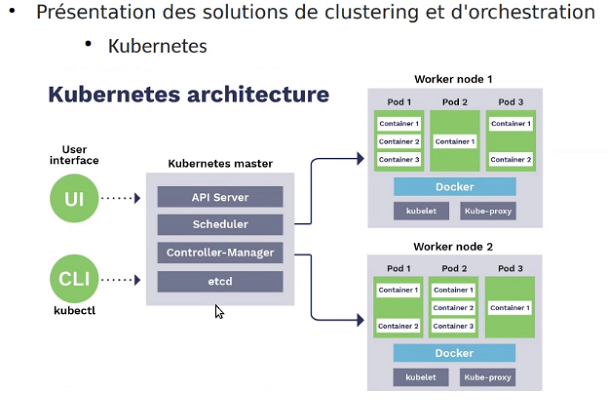 • Présentation des solutions de clustering et d'orchestration
• Kubernetes
Kubernetes architecture
User
interface
UI
CLI
kubectl
Kubernetes master
API Server
Scheduler
Controller-Manager
etcd
Worker node 1
Pod 1 Pod 2 Pod 3
Container 1
Container 2
Container 3
Container 1
Container 1
Container 2
Docker
kubelet Kube-proxy
Worker node 2
Pod 1 Pod 2 Pod 3
Container 1
Container 2
Container 1
Container 2
Container 3
Container 1
Docker
kubelet Kube-proxy